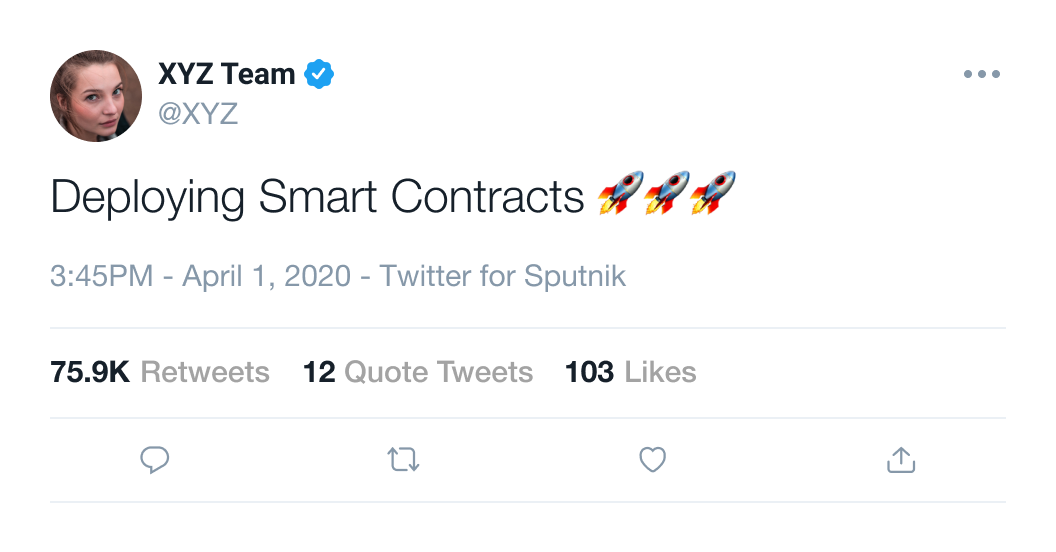 XYZ Team
@XYZ
Deploying Smart Contracts 🚀🚀🚀
3:45PM - April 1, 2020 - Twitter for Sputnik
75.9K Retweets 12 Quote Tweets 103 Likes